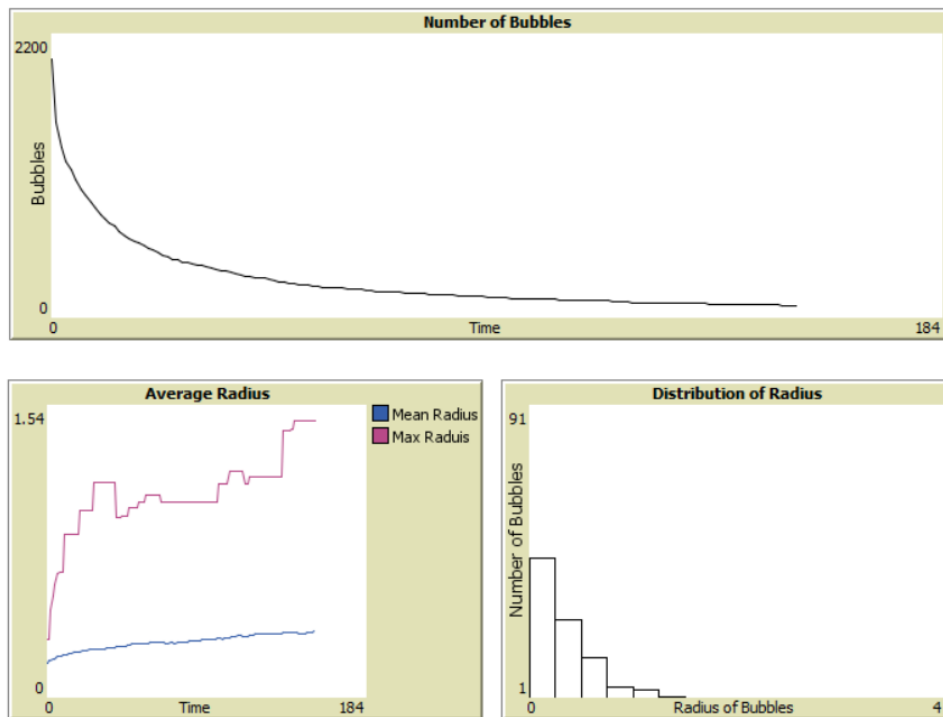 Number of Bubbles
2200
Bubbles
0
0
Time
184
Average Radius
1.54
Mean Radius
Max Raduis
0
0
Time
184
Distribution of Radius
91
Number of Bubbles
1
0
Radius of Bubbles
4